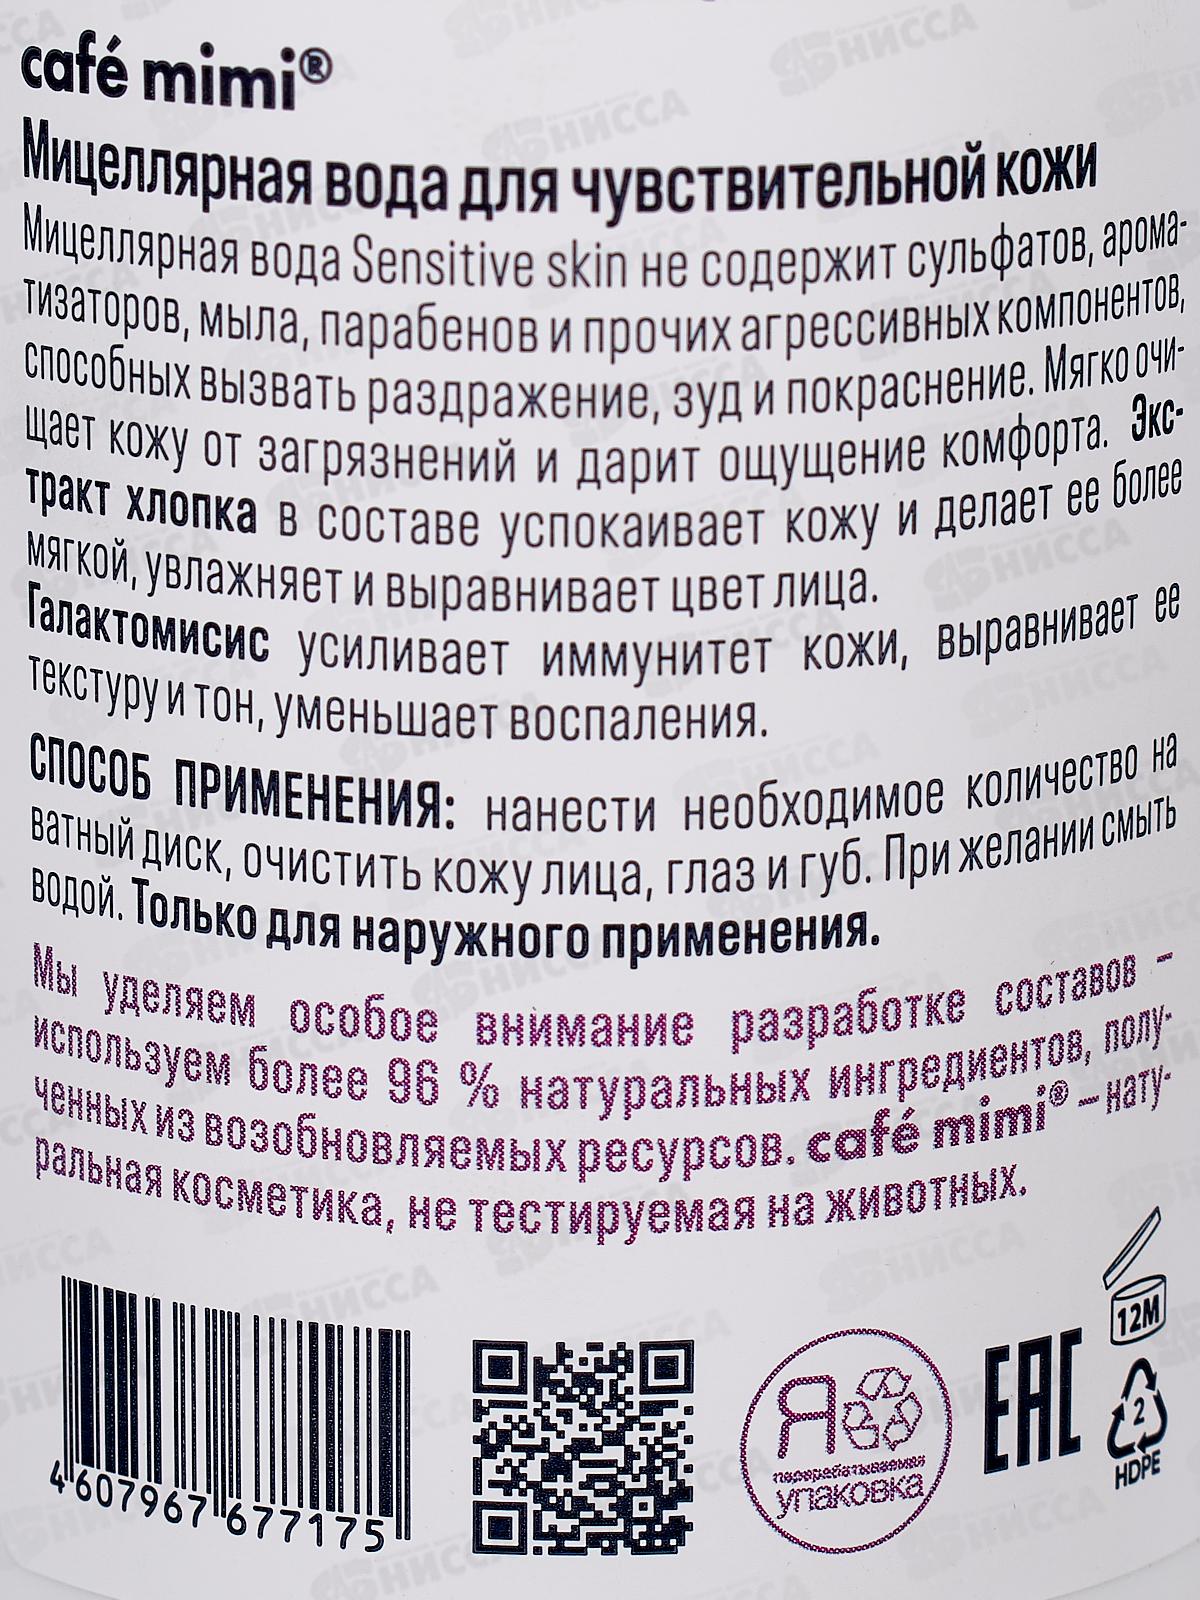 café mimi®
Мицеллярная вода для чувствительной кожи
Мицеллярная вода Sensitive skin не содержит сульфатов, арома-
тизаторов, мыла, парабенов и прочих агрессивных компонентов,
способных вызвать раздражение, зуд и покраснение. Мягко очи-
щает кожу от загрязнений и дарит ощущение комфорта. Экс-
тракт хлопка в составе успокаивает кожу и делает ее более
мягкой, увлажняет и выравнивает цвет лица.
Галактомисис усиливает иммунитет кожи, выравнивает ее
текстуру и тон, уменьшает воспаления.
СПОСОБ ПРИМЕНЕНИЯ: нанести необходимое количество на
ватный диск, очистить кожу лица, глаз и губ. При желании смыть
водой. Только для наружного применения.
Мы уделяем особое внимание разработке составов –
используем более 96 % натуральных ингредиентов, полу-
ченных из возобновляемых ресурсов. café mimi® – нату-
ральная косметика, не тестируемая на животных.
12M
Я
перерабатываемая
упаковка
EAC
2
HDPE
4 607967 677175
АБНИССА